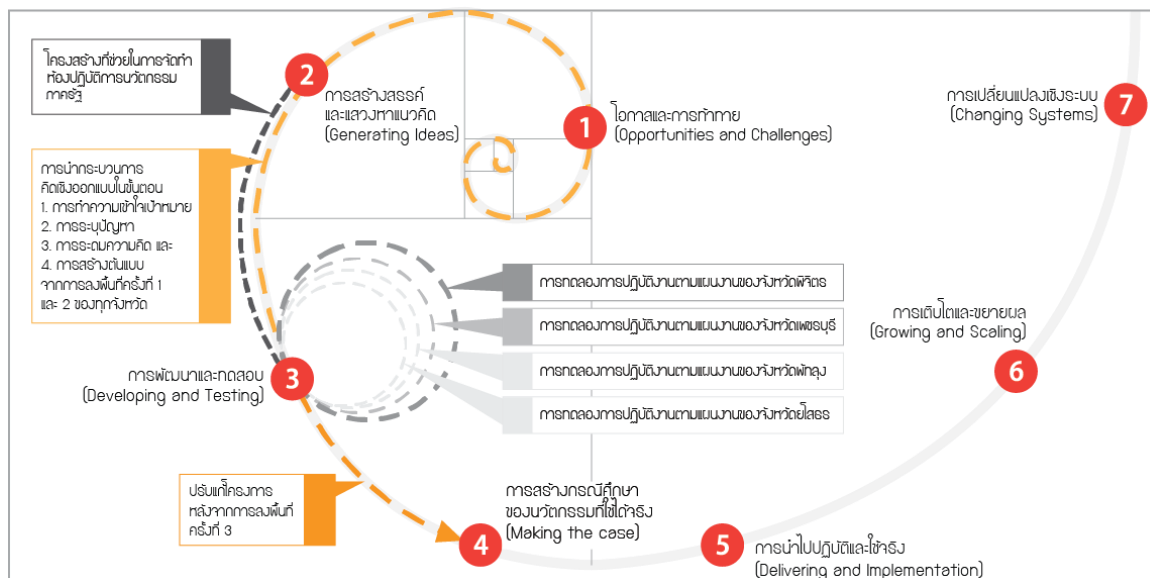 โครงสร้างที่ช่วยในการจัดทำ
ห้องปฏิบัติการนวัตกรรม
ภาครัฐ
2
การสร้างสรรค์
และแสวงหาแนวคิด
(Generating Ideas)
1
โอกาสและการท้าทาย
(Opportunities and Challenges)
การเปลี่ยนแปลงเชิงระบบ
(Changing Systems)
7
การนำกระบวนการ
คิดเชิงออกแบบในขั้นตอน
1. การทำความเข้าใจเป้าหมาย
2. การระบุปัญหา
3. การระดมความคิด และ
4. การสร้างต้นแบบ
จากการลงพื้นที่ครั้งที่ 1
และ 2 ของทุกจังหวัด
การทดลองการปฏิบัติงานตามแผนงานของจังหวัดพิจิตร
การทดลองการปฏิบัติงานตามแผนงานของจังหวัดเพชรบุรี
การทดลองการปฏิบัติงานตามแผนงานของจังหวัดพัทลุง
การทดลองการปฏิบัติงานตามแผนงานของจังหวัดยโสธร
การเติบโตและขยายผล
(Growing and Scaling)
6
การพัฒนาและทดสอบ
(Developing and Testing)
3
ปรับแก้โครงการ
หลังจากการลงพื้นที่
ครั้งที่ 3
การสร้างกรณีศึกษา
ของนวัตกรรมที่ใช้ได้จริง
(Making the case)
4
5
การนำไปปฏิบัติและใช้จริง
(Delivering and Implementation)